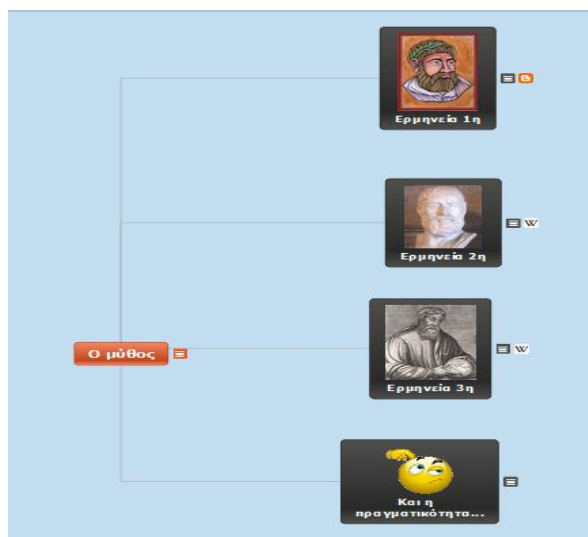 Ερμηνεία 1η
W
Ερμηνεία 2η
Ο μύθος
W
Ερμηνεία 3η
Και η
πραγματικότητα...